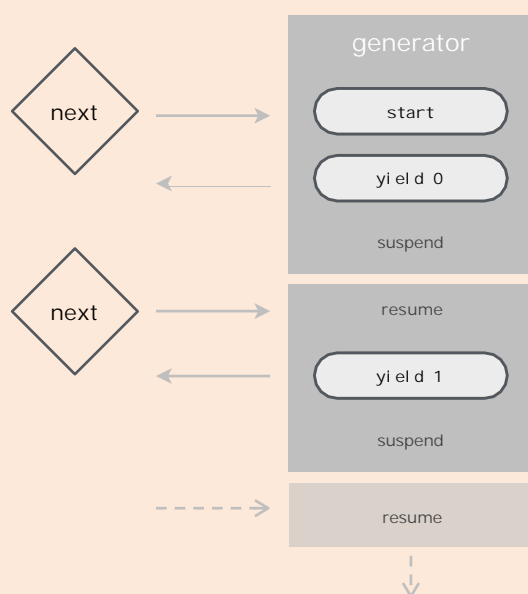 generator
next
start
yield 0
suspend
next
resume
yield 1
suspend
resume